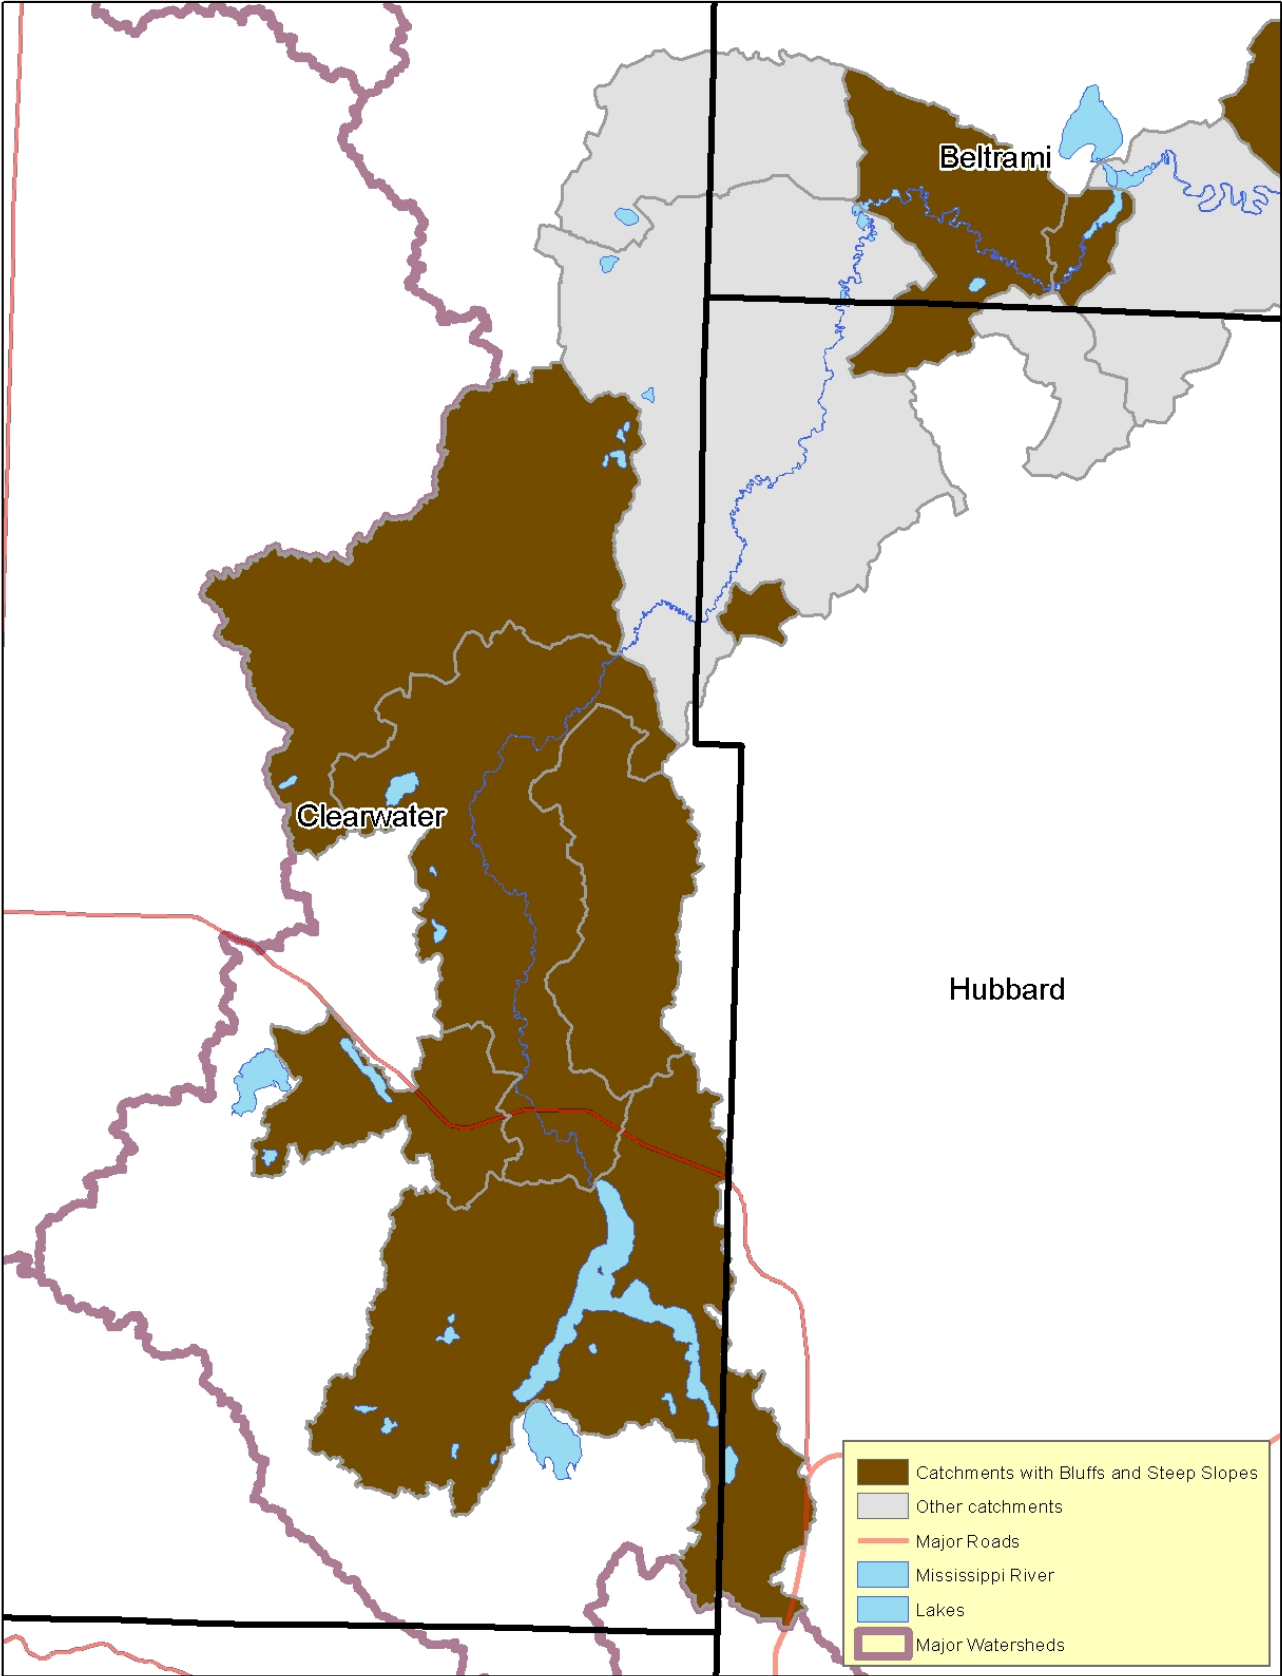 Beltrami
Clearwater
Hubbard
Catchments with Bluffs and Steep Slopes
Other catchments
Major Roads
Mississippi River
Lakes
Major Watersheds